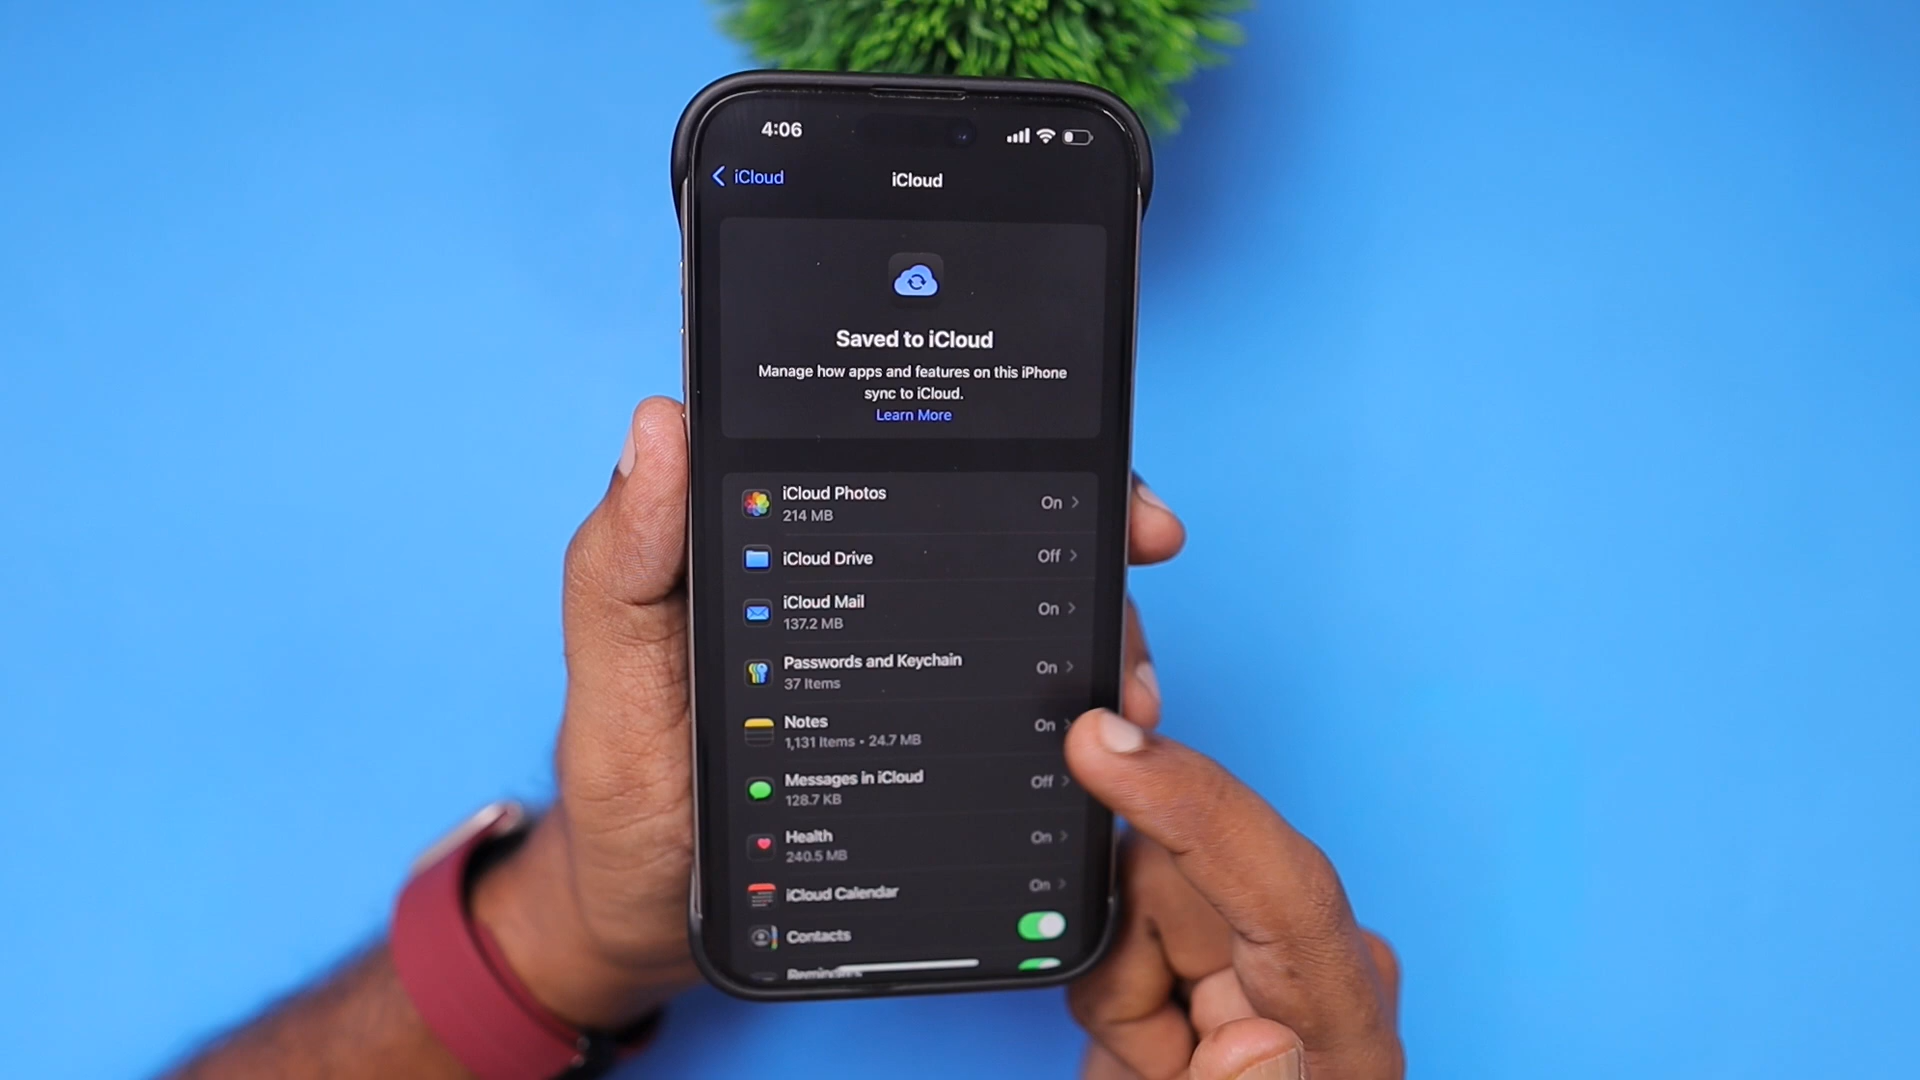 4:06
iCloud
iCloud
Saved to iCloud
Manage how apps and features on this iPhone
sync to iCloud.
Learn More
iCloud Photos
On
214 MB
iCloud Drive
Off
iCloud Mail
On
137.2 MB
Passwords and Keychain
On
37 Items
Notes
On
1,131 Items • 24.7 MB
Messages in iCloud
Off
128.7 KB
Health
On
240.5 MB
iCloud Calendar
On
Contacts